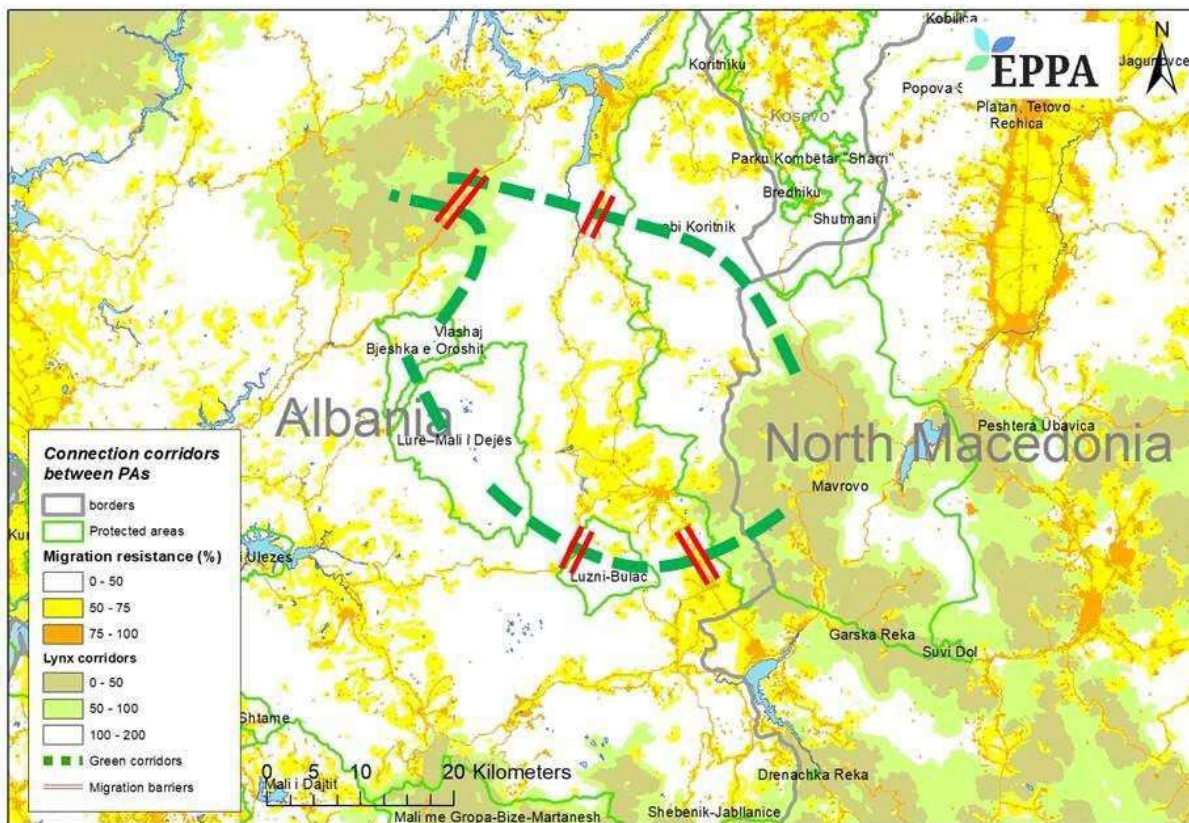 Kobilica
N
Koritniku
EPPA
Jagunovce
Popova S
Platan, Tetovo
Rechica
Kosovo*
Parku Kombëtar "Sharri"
Bredhiku
Shutmani
obi Koritnik
Vlashaj
Bjeshka e Oroshit
Albania
Lurë–Mali i Dejës
North Macedonia
Peshtera Ubavica
Mavrovo
Connection corridors
between PAs
borders
Protected areas
Migration resistance (%)
0 - 50
50 - 75
75 - 100
Lynx corridors
0 - 50
50 - 100
100 - 200
Green corridors
Migration barriers
Kur
i Ulezës
Luzni-Bulac
Garska Reka
Suvi Dol
Shtame
0 5 10 20 Kilometers
Mali i Dajtit
Mali me Gropa-Bize-Martanesh
Drenachka Reka
Shebenik-Jabllanice